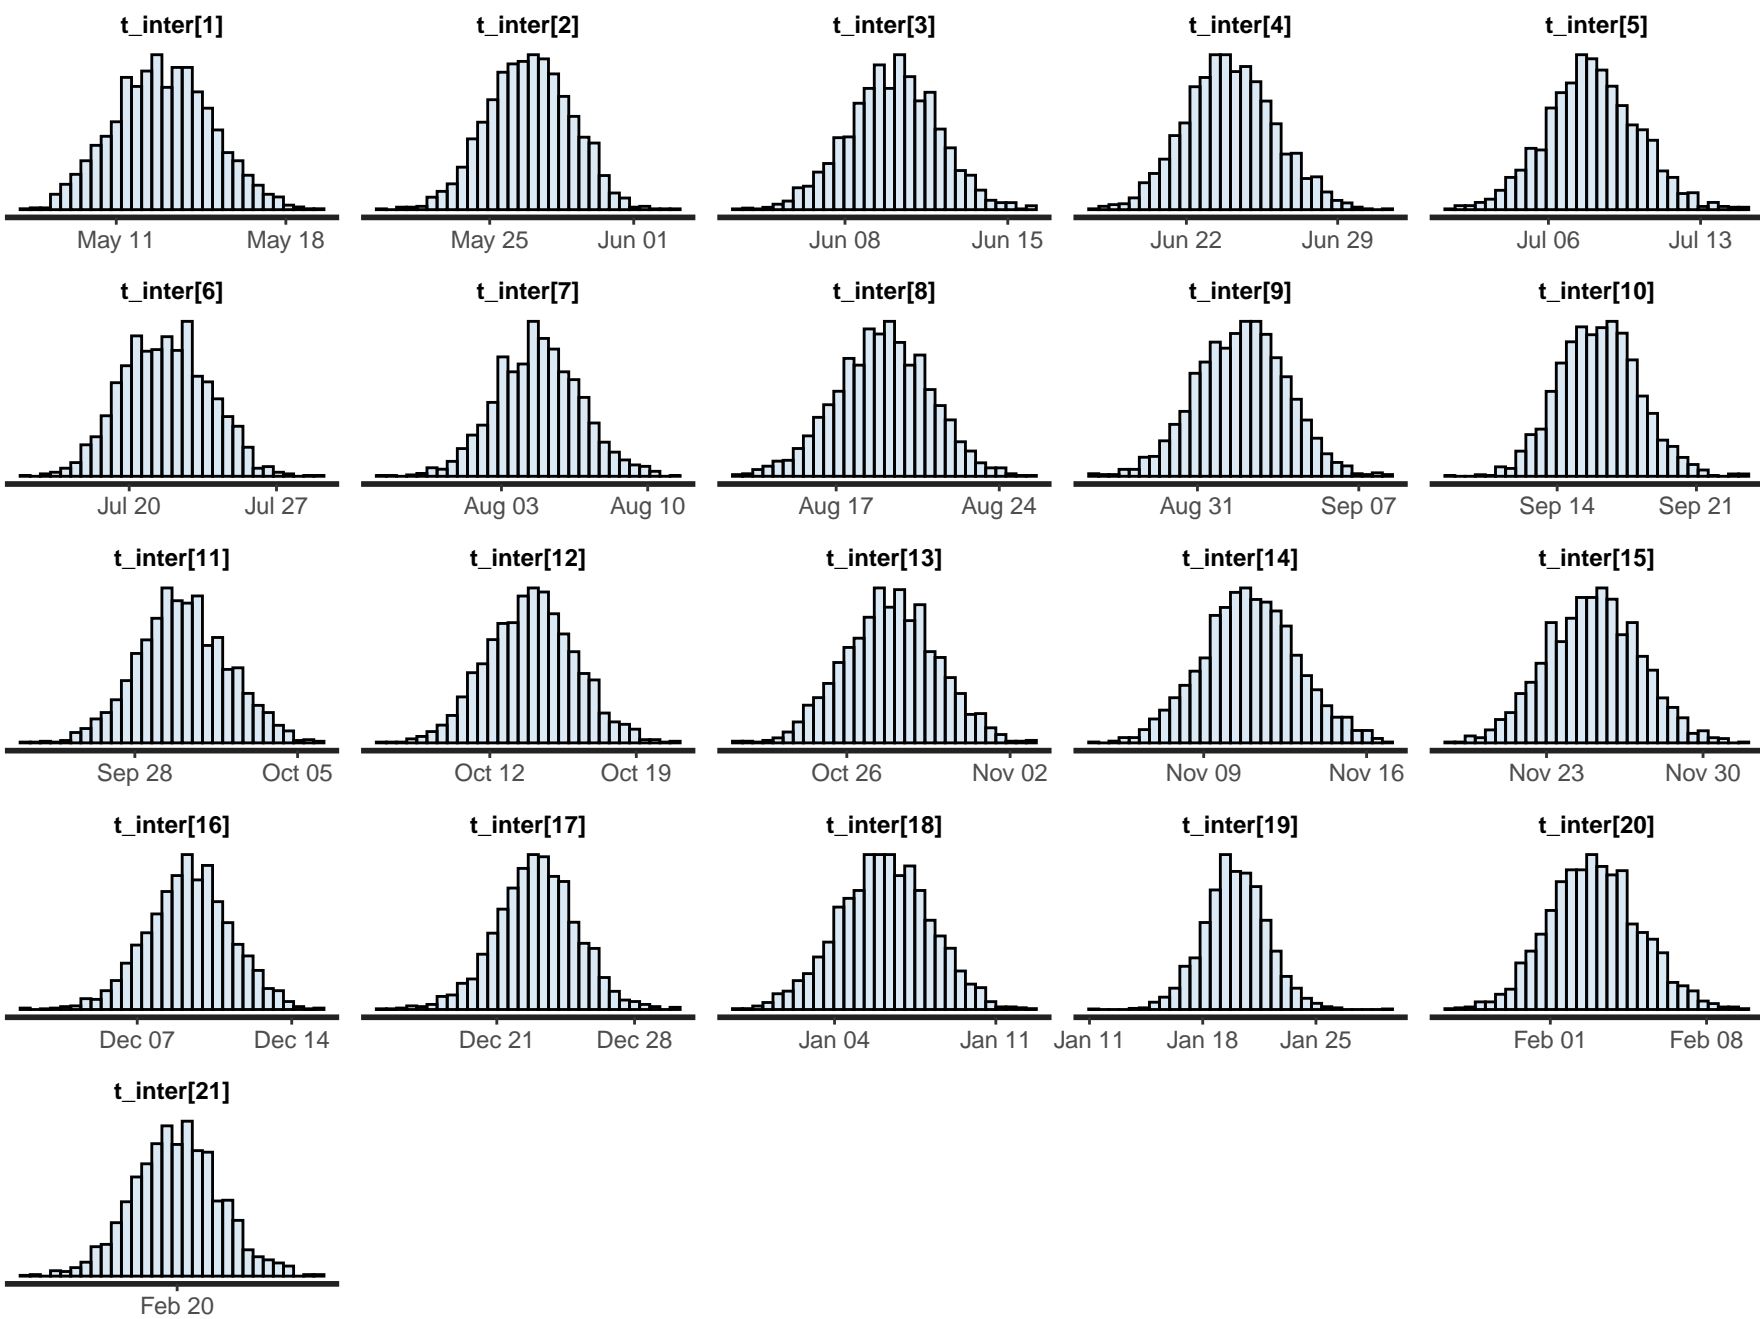 t_inter[1] t_inter[2] t_inter[3] t_inter[4] t_inter[5]
May 11 May 18 May 25 Jun 01 Jun 08 Jun 15 Jun 22 Jun 29 Jul 06 Jul 13
t_inter[6] t_inter[7] t_inter[8] t_inter[9] t_inter[10]
Jul 20 Jul 27 Aug 03 Aug 10 Aug 17 Aug 24 Aug 31 Sep 07 Sep 14 Sep 21
t_inter[11] t_inter[12] t_inter[13] t_inter[14] t_inter[15]
Sep 28 Oct 05 Oct 12 Oct 19 Oct 26 Nov 02 Nov 09 Nov 16 Nov 23 Nov 30
t_inter[16] t_inter[17] t_inter[18] t_inter[19] t_inter[20]
Dec 07 Dec 14 Dec 21 Dec 28 Jan 04 Jan 11 Jan 11 Jan 18 Jan 25 Feb 01 Feb 08
t_inter[21]
Feb 20